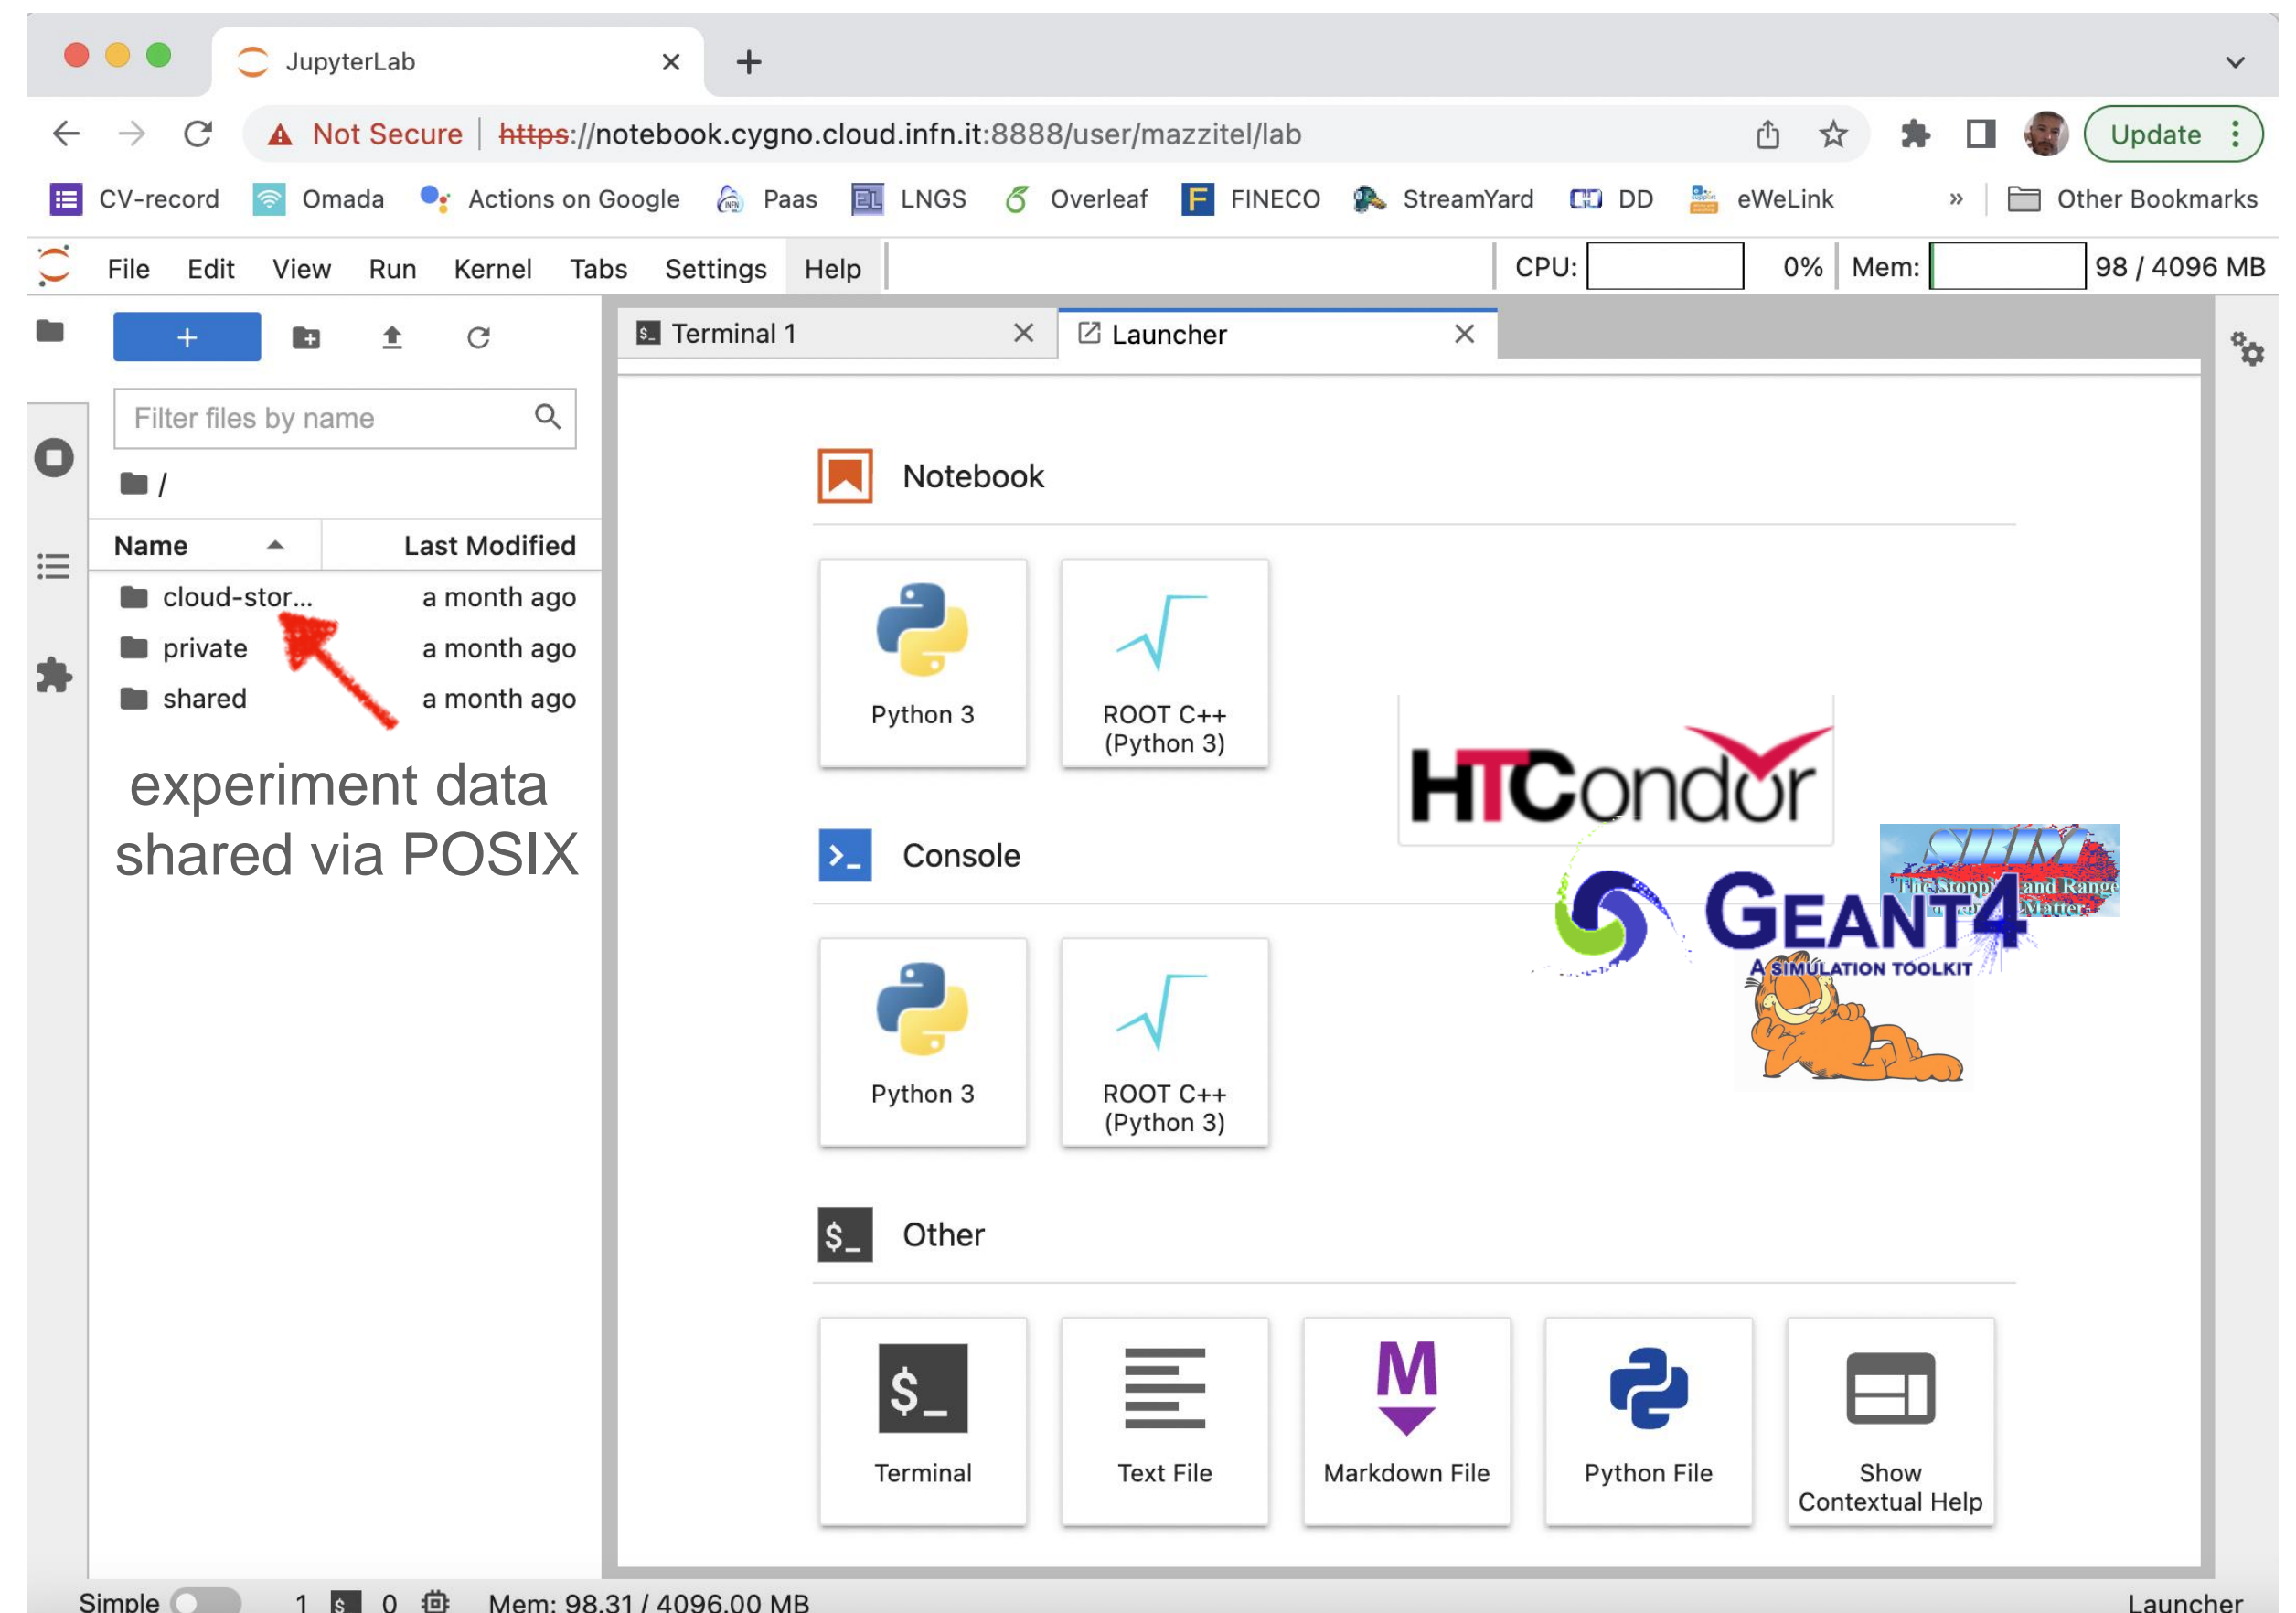 JupyterLab
Not Secure | https://notebook.cygno.cloud.infn.it:8888/user/mazzitel/lab
Update
CV-record Omada Actions on Google Paas LNGS Overleaf FINECO StreamYard DD eWeLink » Other Bookmarks
File Edit View Run Kernel Tabs Settings Help
CPU: 0% Mem: 98 / 4096 MB
Terminal 1
Launcher
Filter files by name
/
Name Last Modified
cloud-stor... a month ago
private a month ago
shared a month ago
experiment data
shared via POSIX
Notebook
Python 3
ROOT C++
(Python 3)
HTCondor
Console
The Stopping and Range
Matter
GEANT4
A SIMULATION TOOLKIT
Python 3
ROOT C++
(Python 3)
$_ Other
$_
Terminal
Text File
M
Markdown File
Python File
Show
Contextual Help
Simple 1 $_ 0 Mem: 98.31 / 4096.00 MB
Launcher